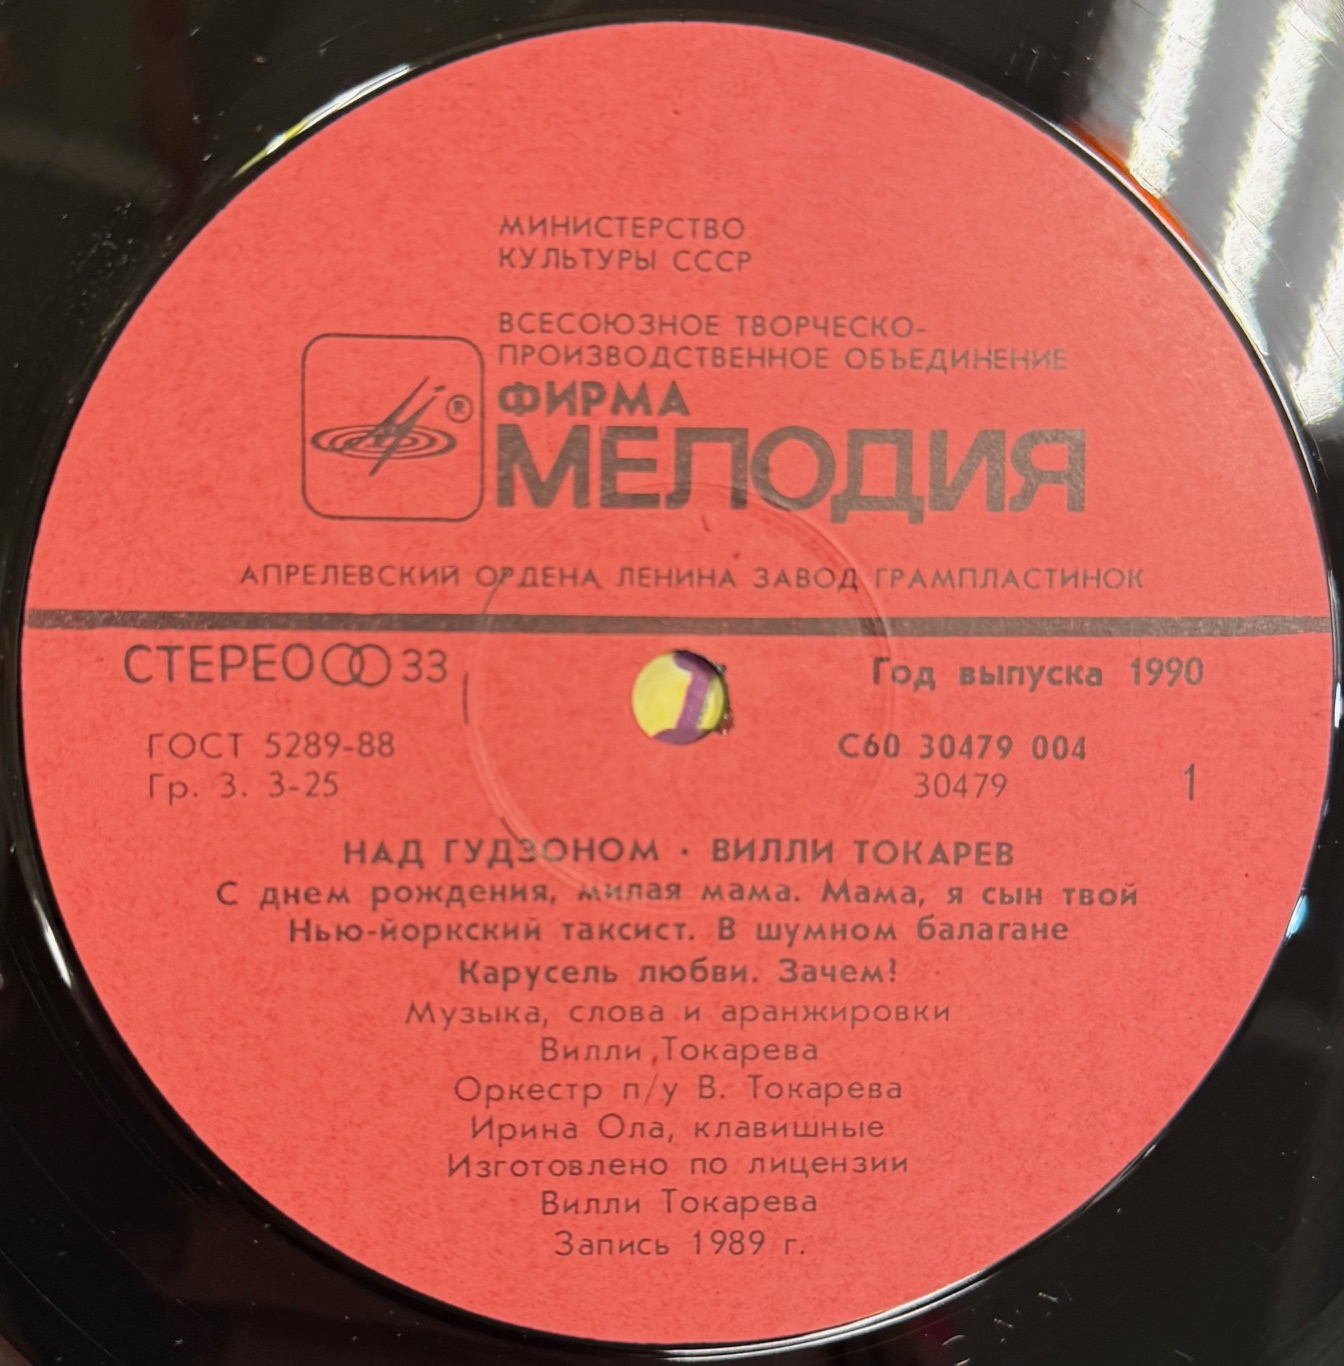 МИНИСТЕРСТВО
КУЛЬТУРЫ СССР
ВСЕСОЮЗНОЕ ТВОРЧЕСКО-
ПРОИЗВОДСТВЕННОЕ ОБЪЕДИНЕНИЕ
ФИРМА
®
МЕЛОДИЯ
АПРЕЛЕВСКИЙ ОРДЕНА ЛЕНИНА ЗАВОД ГРАМПЛАСТИНОК
СТЕРЕО 33
Год выпуска 1990
ГОСТ 5289-88
С60 30479 004
Гр. 3. 3-25
30479
1
НАД ГУДЗОНОМ · ВИЛЛИ ТОКАРЕВ
С днем рождения, милая мама. Мама, я сын твой
Нью-йоркский таксист. В шумном балагане
Карусель любви. Зачем!
Музыка, слова и аранжировки
Вилли Токарева
Оркестр п/у В. Токарева
Ирина Ола, клавишные
Изготовлено по лицензии
Вилли Токарева
Запись 1989 г.